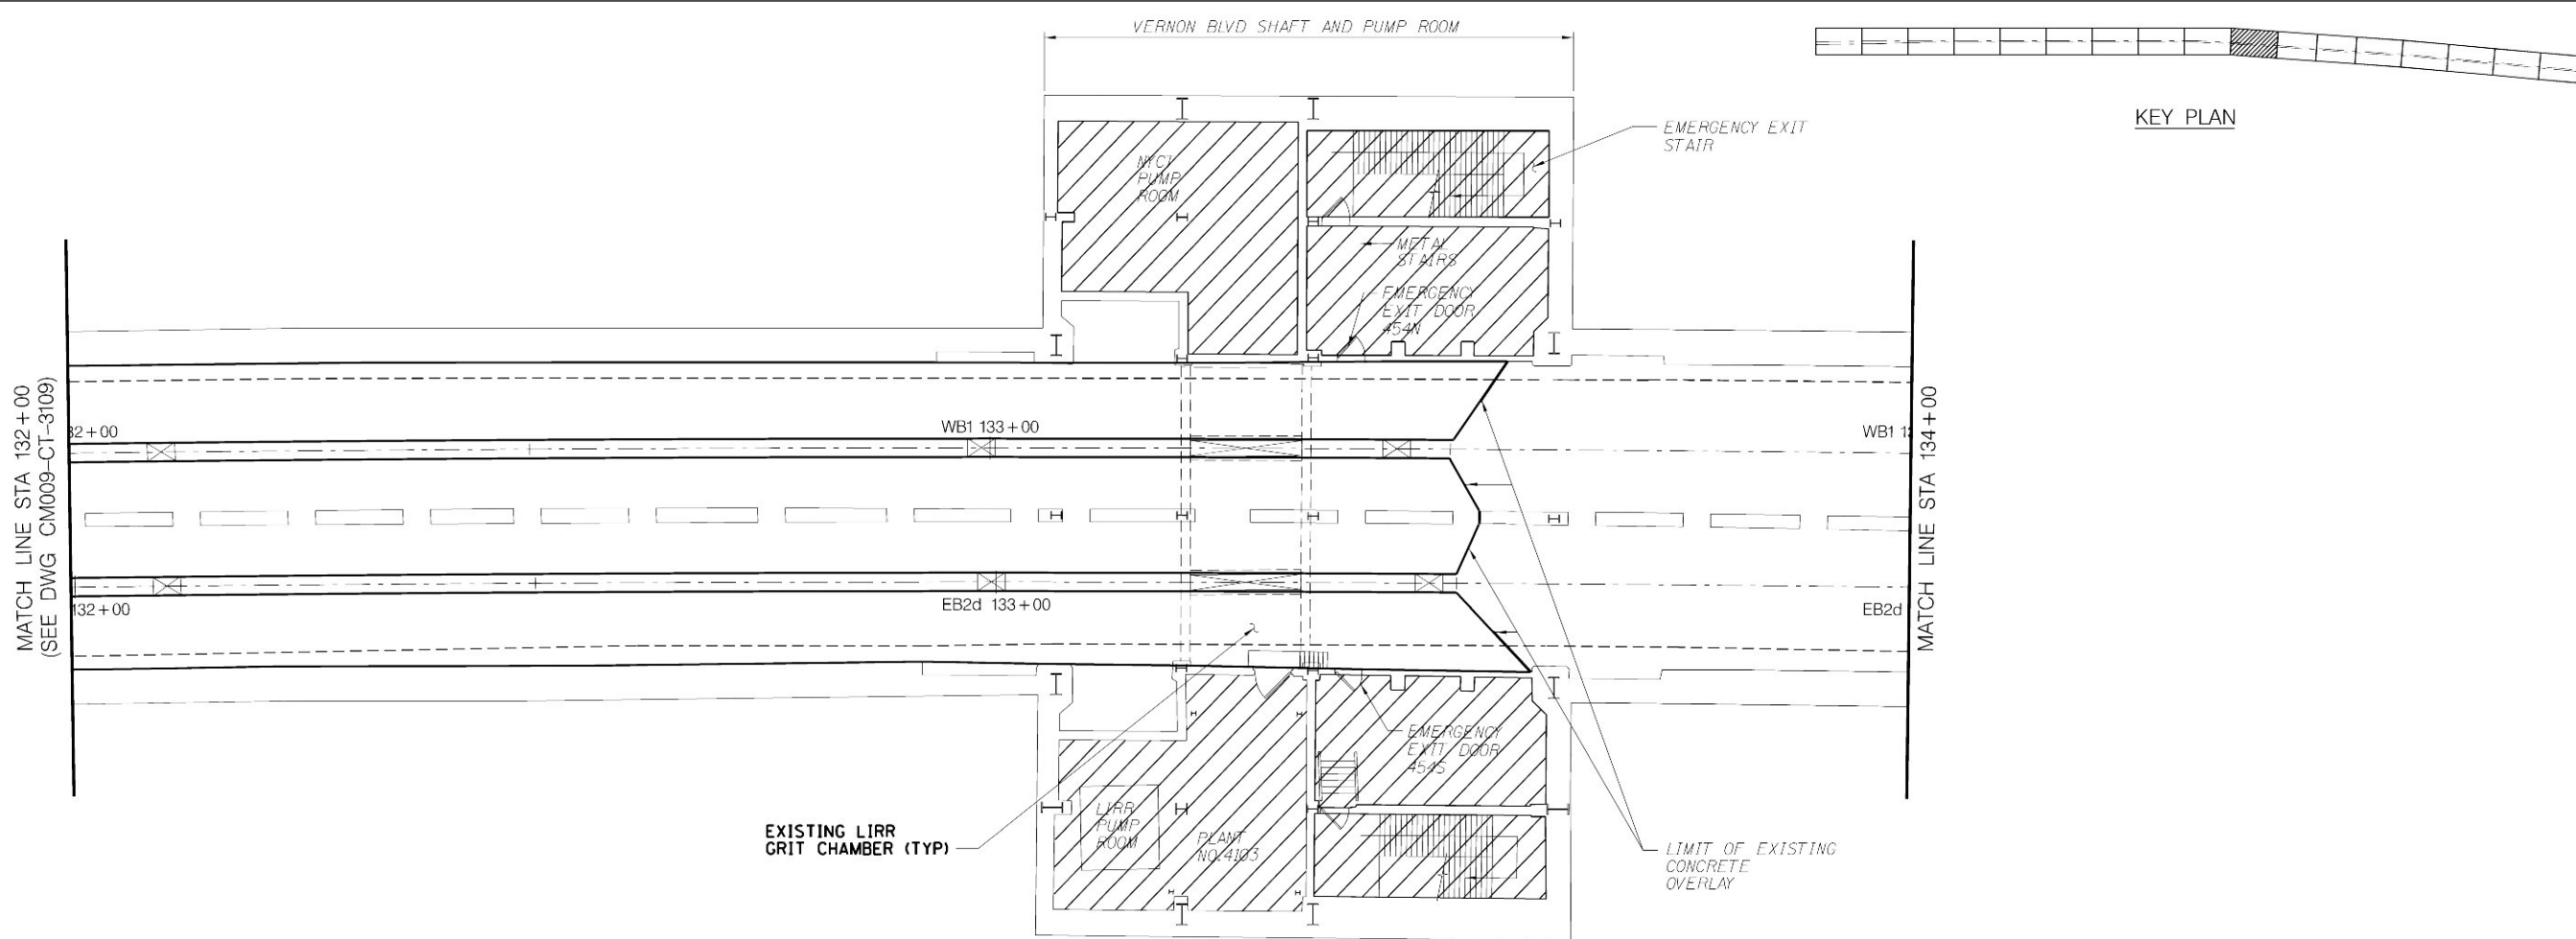 VERNON BLVD SHAFT AND PUMP ROOM
KEY PLAN
EMERGENCY EXIT
STAIR
NYCT
PUMP
ROOM
METAL
STAIRS
EMERGENCY
EXIT DOOR
454N
MATCH LINE STA 132+00
(SEE DWG CM009-CT-3109)
32+00
WB1 133+00
WB1 13
MATCH LINE STA 134+00
132+00
EB2d 133+00
EB2d
EMERGENCY
EXIT DOOR
454S
LIRR
PUMP
ROOM
PLANT
NO.4103
EXISTING LIRR
GRIT CHAMBER (TYP)
LIMIT OF EXISTING
CONCRETE
OVERLAY